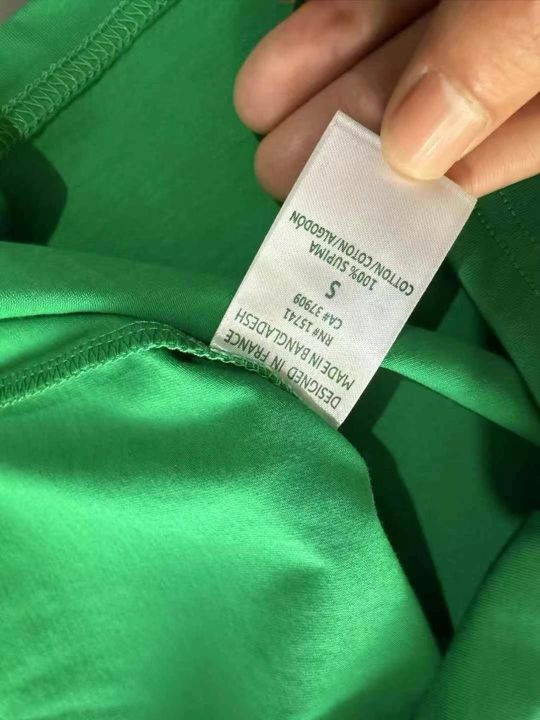 DESIGNED IN FRANCE
MADE IN BANGLADESH
RN# 15741
CA# 37909
S
100% SUPIMA
COTTON/COTON/ALGODÓN